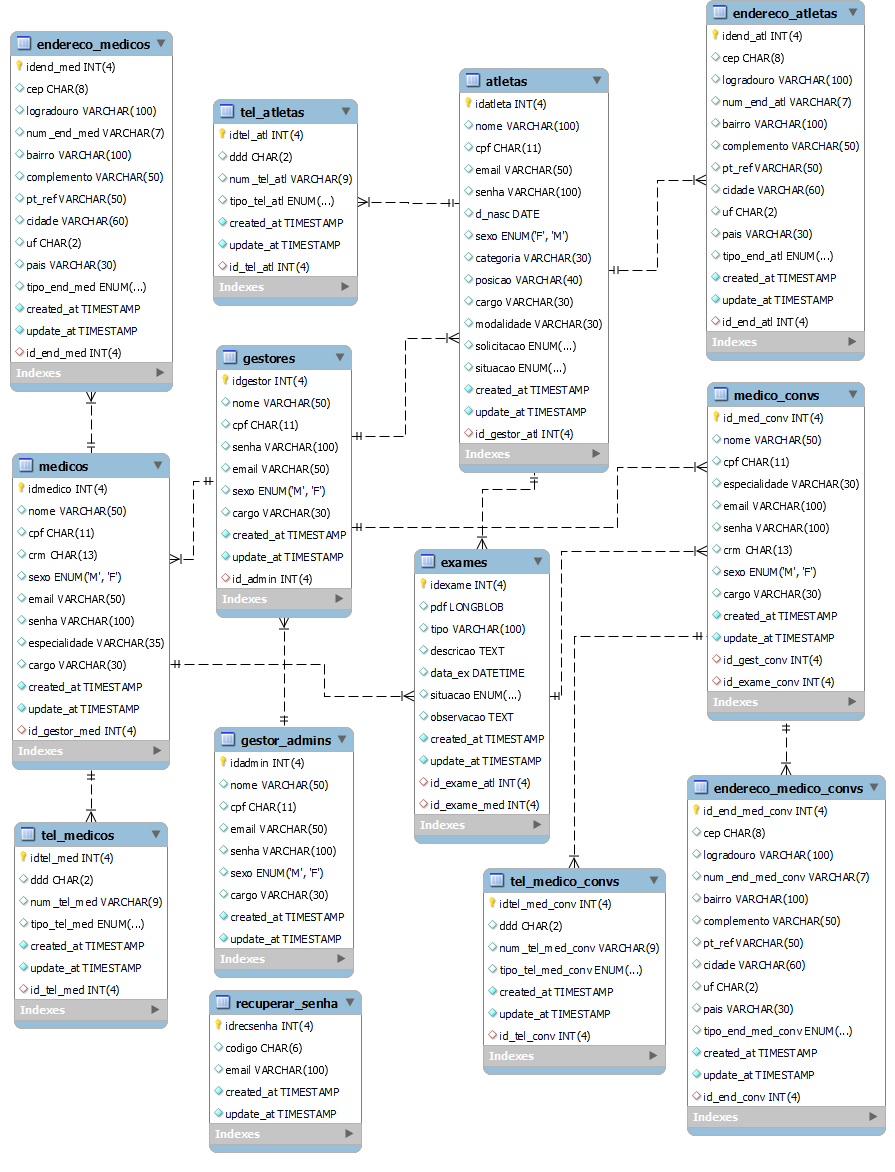 endereco_medicos
idend_med INT(4)
cep CHAR(8)
logradouro VARCHAR(100)
num_end_med VARCHAR(7)
bairro VARCHAR(100)
complemento VARCHAR(50)
pt_ref VARCHAR(50)
cidade VARCHAR(60)
uf CHAR(2)
pais VARCHAR(30)
tipo_end_med ENUM(...)
created_at TIMESTAMP
update_at TIMESTAMP
id_end_med INT(4)
Indexes
tel_atletas
idtel_atl INT(4)
ddd CHAR(2)
num_tel_atl VARCHAR(9)
tipo_tel_atl ENUM(...)
created_at TIMESTAMP
update_at TIMESTAMP
id_tel_atl INT(4)
Indexes
atletas
idatleta INT(4)
nome VARCHAR(100)
cpf CHAR(11)
email VARCHAR(50)
senha VARCHAR(100)
d_nasc DATE
sexo ENUM('F', 'M')
categoria VARCHAR(30)
posicao VARCHAR(40)
cargo VARCHAR(30)
modalidade VARCHAR(30)
solicitacao ENUM(...)
situacao ENUM(...)
created_at TIMESTAMP
update_at TIMESTAMP
id_gestor_atl INT(4)
Indexes
endereco_atletas
idend_atl INT(4)
cep CHAR(8)
logradouro VARCHAR(100)
num_end_atl VARCHAR(7)
bairro VARCHAR(100)
complemento VARCHAR(50)
pt_ref VARCHAR(50)
cidade VARCHAR(60)
uf CHAR(2)
pais VARCHAR(30)
tipo_end_atl ENUM(...)
created_at TIMESTAMP
update_at TIMESTAMP
id_end_atl INT(4)
Indexes
gestores
idgestor INT(4)
nome VARCHAR(50)
cpf CHAR(11)
senha VARCHAR(100)
email VARCHAR(50)
sexo ENUM('M', 'F')
cargo VARCHAR(30)
created_at TIMESTAMP
update_at TIMESTAMP
id_admin INT(4)
Indexes
medico_convs
id_med_conv INT(4)
nome VARCHAR(50)
cpf CHAR(11)
especialidade VARCHAR(30)
email VARCHAR(100)
senha VARCHAR(100)
crm CHAR(13)
sexo ENUM('M', 'F')
cargo VARCHAR(30)
created_at TIMESTAMP
update_at TIMESTAMP
id_gest_conv INT(4)
id_exame_conv INT(4)
Indexes
medicos
idmedico INT(4)
nome VARCHAR(50)
cpf CHAR(11)
crm CHAR(13)
sexo ENUM('M', 'F')
email VARCHAR(50)
senha VARCHAR(100)
especialidade VARCHAR(35)
cargo VARCHAR(30)
created_at TIMESTAMP
update_at TIMESTAMP
id_gestor_med INT(4)
Indexes
exames
idexame INT(4)
pdf LONGBLOB
tipo VARCHAR(100)
descricao TEXT
data_ex DATETIME
situacao ENUM(...)
observacao TEXT
created_at TIMESTAMP
update_at TIMESTAMP
id_exame_atl INT(4)
id_exame_med INT(4)
Indexes
gestor_admins
idadmin INT(4)
nome VARCHAR(50)
cpf CHAR(11)
email VARCHAR(50)
senha VARCHAR(100)
sexo ENUM('M', 'F')
cargo VARCHAR(30)
created_at TIMESTAMP
update_at TIMESTAMP
Indexes
endereco_medico_convs
id_end_med_conv INT(4)
cep CHAR(8)
logradouro VARCHAR(100)
num_end_med_conv VARCHAR(7)
bairro VARCHAR(100)
complemento VARCHAR(50)
pt_ref VARCHAR(50)
cidade VARCHAR(60)
uf CHAR(2)
pais VARCHAR(30)
tipo_end_med_conv ENUM(...)
created_at TIMESTAMP
update_at TIMESTAMP
id_end_conv INT(4)
Indexes
tel_medicos
idtel_med INT(4)
ddd CHAR(2)
num_tel_med VARCHAR(9)
tipo_tel_med ENUM(...)
created_at TIMESTAMP
update_at TIMESTAMP
id_tel_med INT(4)
Indexes
tel_medico_convs
idtel_med_conv INT(4)
ddd CHAR(2)
num_tel_med_conv VARCHAR(9)
tipo_tel_med_conv ENUM(...)
created_at TIMESTAMP
update_at TIMESTAMP
id_tel_conv INT(4)
Indexes
recuperar_senha
idrecsenha INT(4)
codigo CHAR(6)
email VARCHAR(100)
created_at TIMESTAMP
update_at TIMESTAMP
Indexes